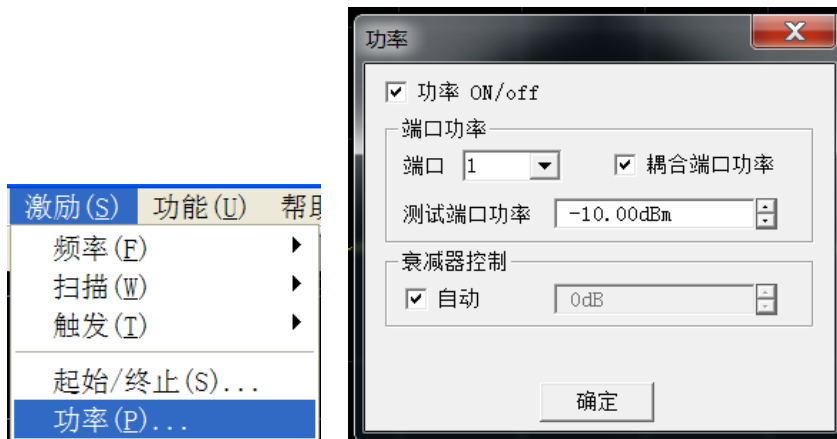 激励(S) 功能(U)
频率(F)
扫描(W)
触发(T)
起始/终止(S)...
功率(P)...
功率
功率 ON/off
端口功率
端口 1 耦合端口功率
测试端口功率 -10.00dBm
衰减器控制
自动 0dB
确定